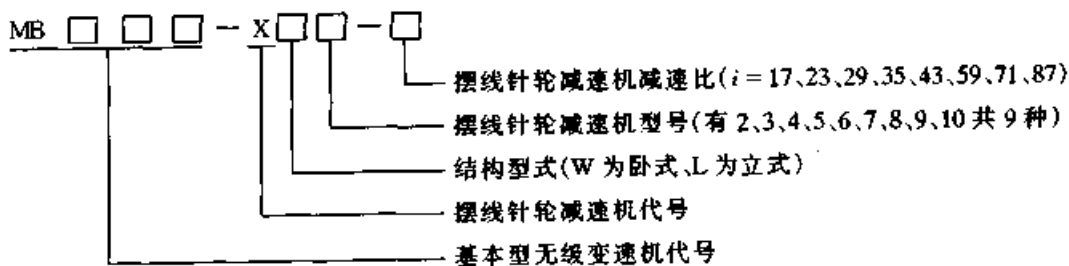 MB □ □ □ - X □ □ - □
摆线针轮减速机减速比(i=17、23、29、35、43、59、71、87)
摆线针轮减速机型号(有2、3、4、5、6、7、8、9、10共9种)
结构型式(W为卧式、L为立式)
摆线针轮减速机代号
基本型无级变速机代号